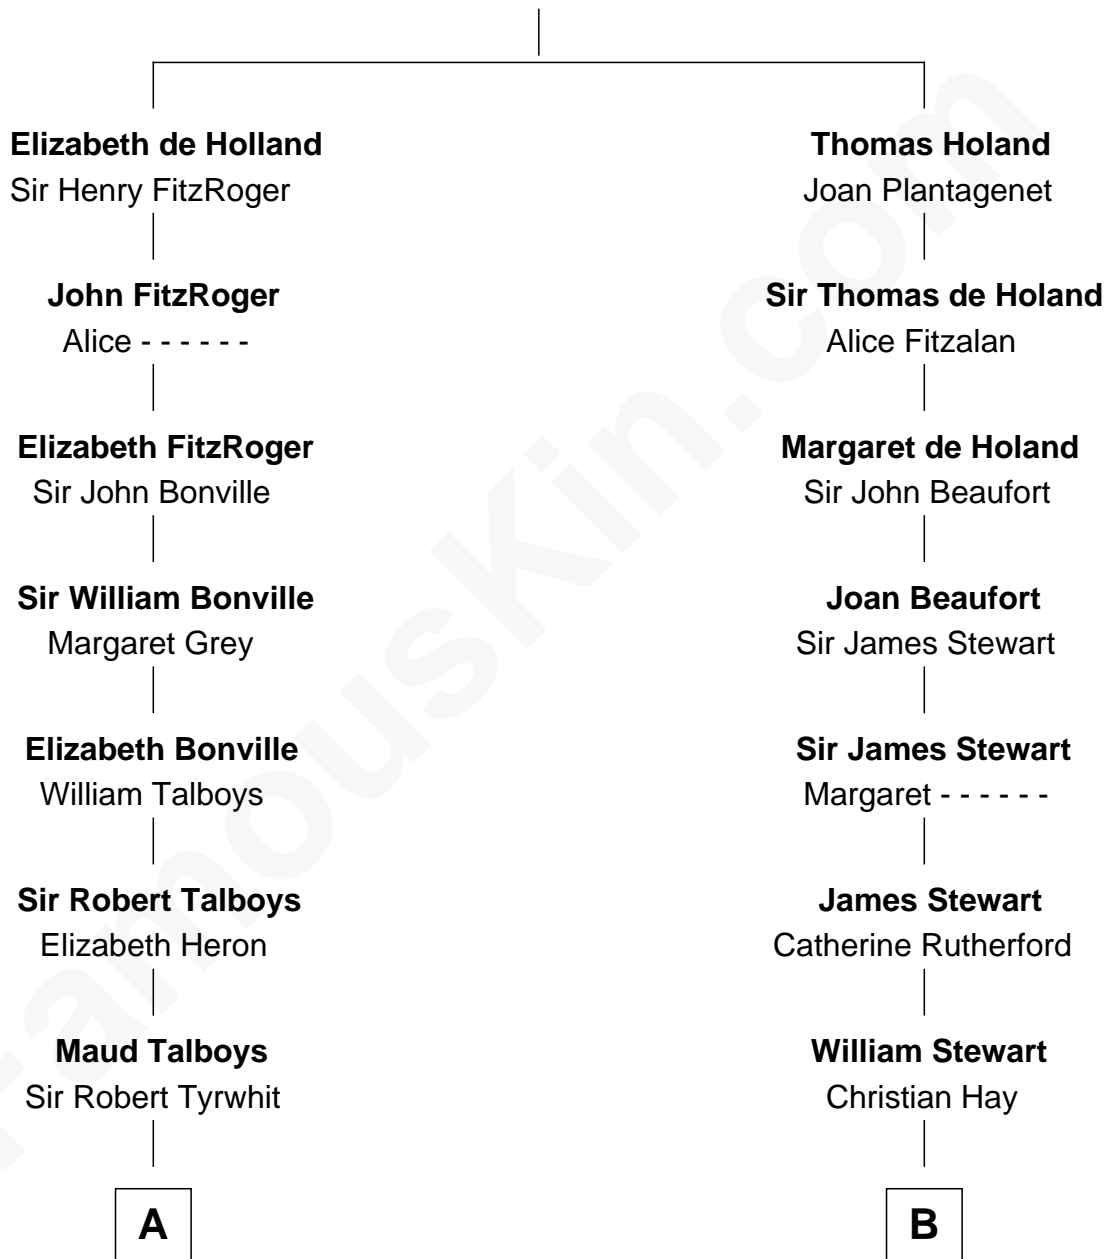 Elizabeth de Holland
Sir Henry FitzRoger
John FitzRoger
Alice - - - - - -
Elizabeth FitzRoger
Sir John Bonville
Sir William Bonville
Margaret Grey
Elizabeth Bonville
William Talboys
Sir Robert Talboys
Elizabeth Heron
Maud Talboys
Sir Robert Tyrwhit
A
Thomas Holand
Joan Plantagenet
Sir Thomas de Holand
Alice Fitzalan
Margaret de Holand
Sir John Beaufort
Joan Beaufort
Sir James Stewart
Sir James Stewart
Margaret - - - - - -
James Stewart
Catherine Rutherford
William Stewart
Christian Hay
B
FamousKin.com